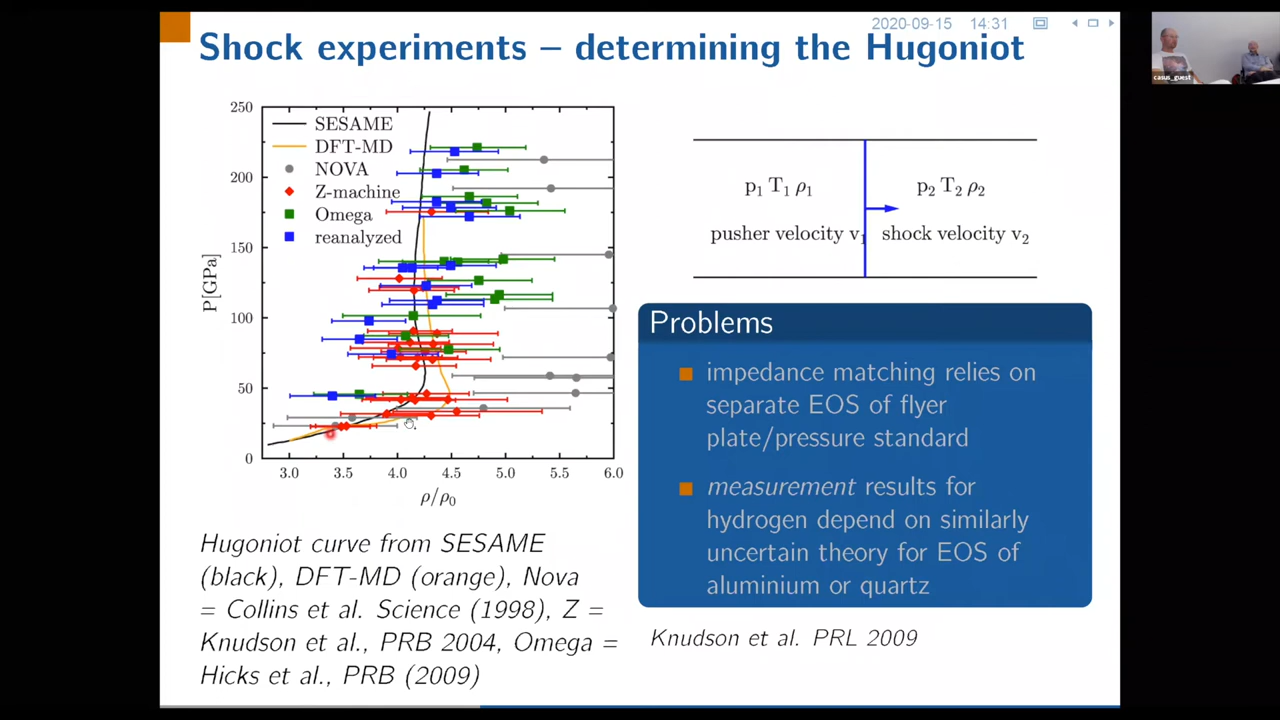 2020-09-15 14:31
Shock experiments – determining the Hugoniot
casus_guest
250
200
150
100
50
0
P[GPa]
SESAME
DFT-MD
NOVA
Z-machine
Omega
reanalyzed
3.0 3.5 4.0 4.5 5.0 5.5 6.0
ρ/ρ₀
p₁ T₁ ρ₁
p₂ T₂ ρ₂
pusher velocity v₁
shock velocity v₂
Hugoniot curve from SESAME
(black), DFT-MD (orange), Nova
= Collins et al. Science (1998), Z =
Knudson et al., PRB 2004, Omega =
Hicks et al., PRB (2009)
Problems
impedance matching relies on
separate EOS of flyer
plate/pressure standard
measurement results for
hydrogen depend on similarly
uncertain theory for EOS of
aluminium or quartz
Knudson et al. PRL 2009